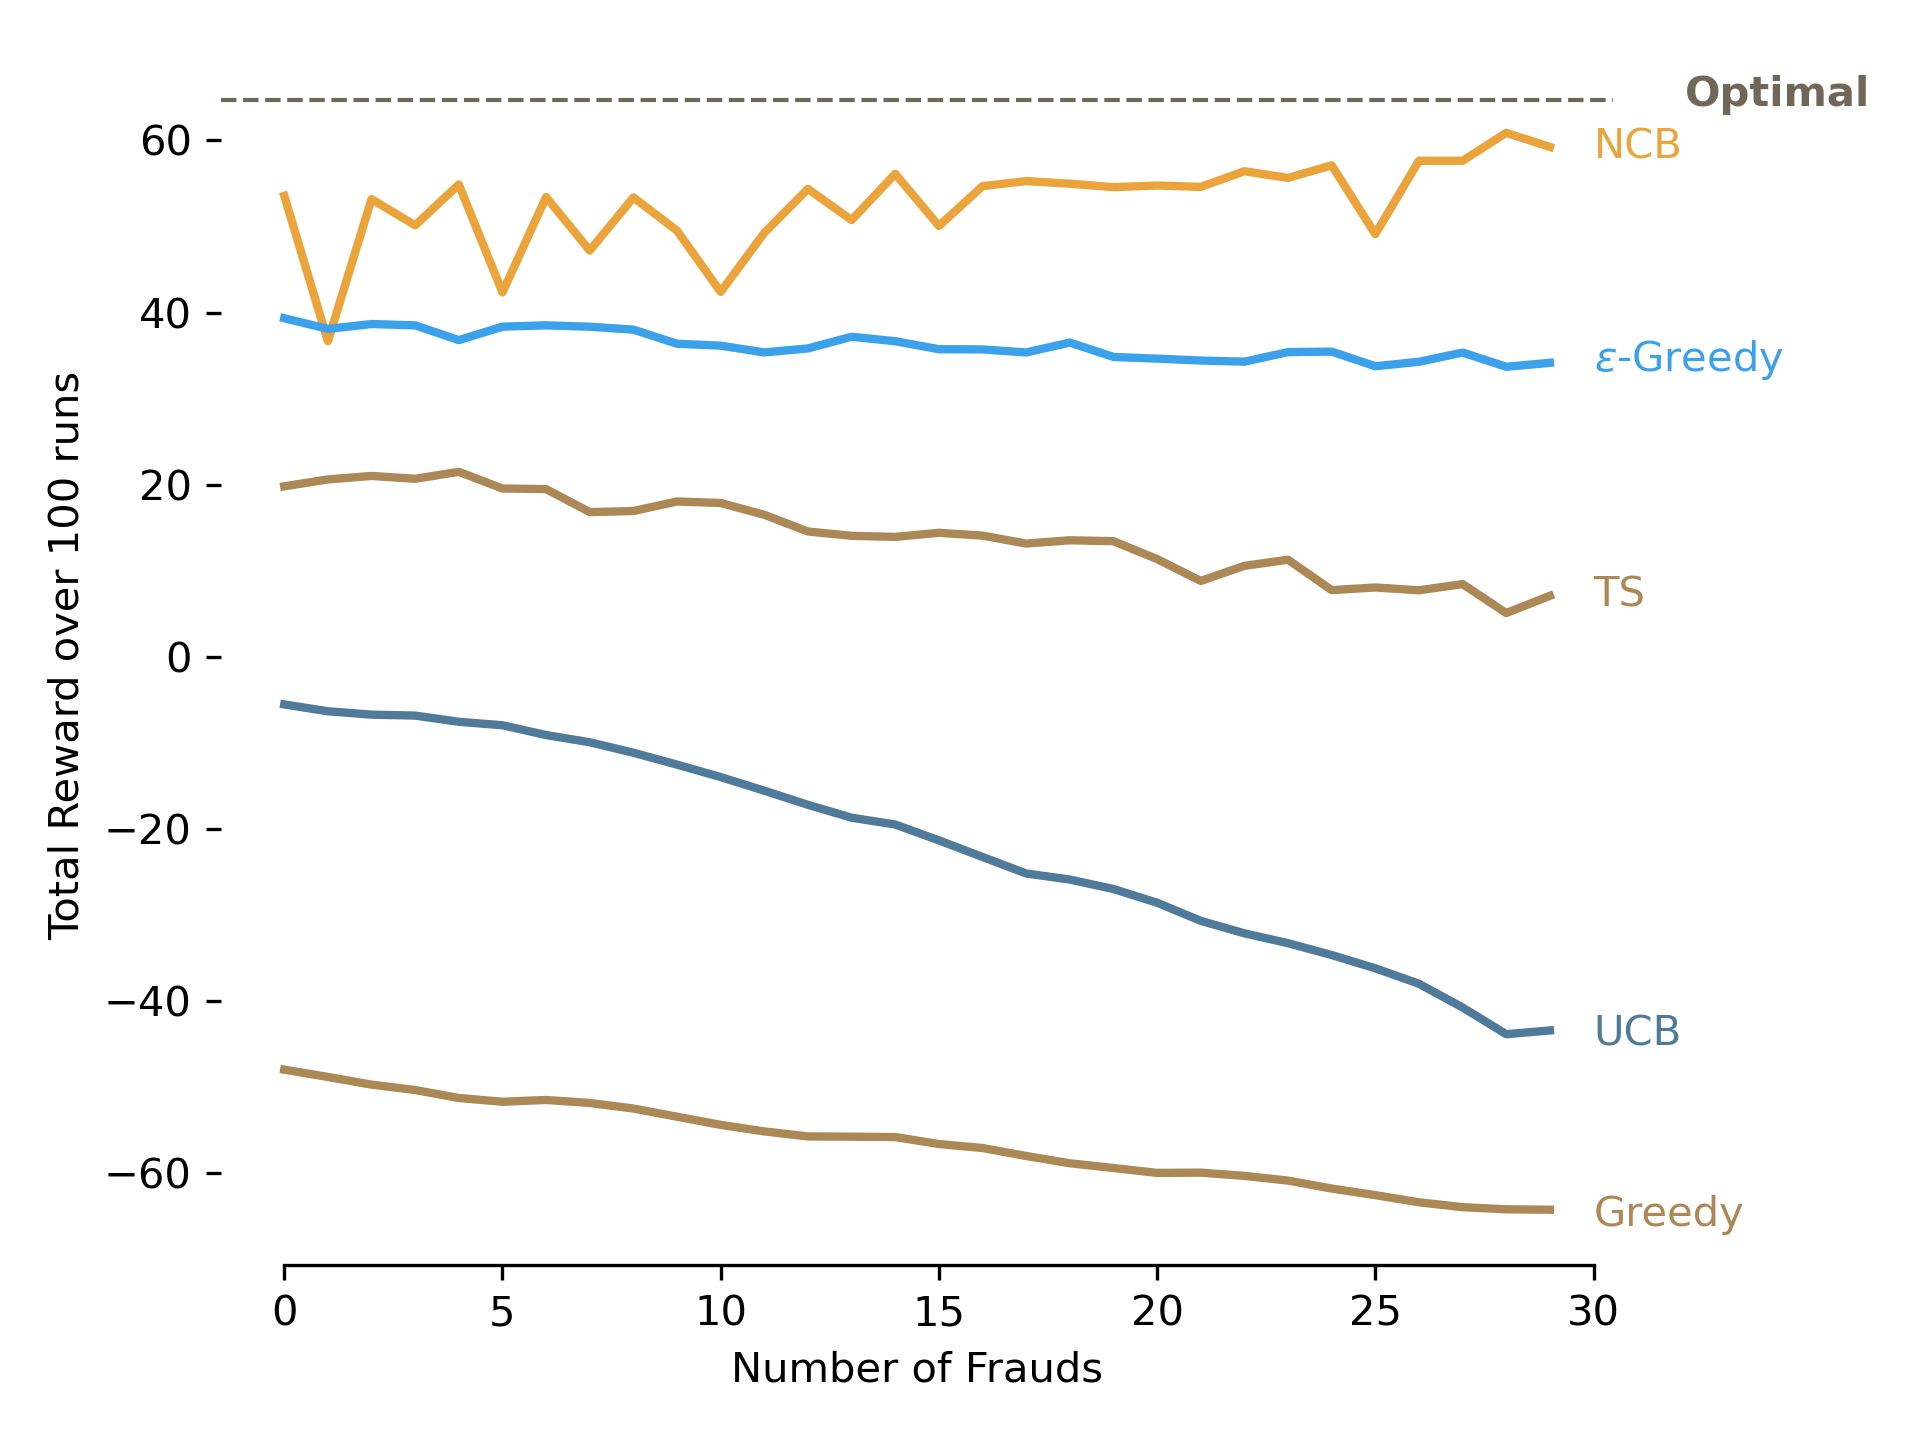 Optimal
60
NCB
40
ε-Greedy
20
TS
0
−20
−40
UCB
−60
Greedy
Total Reward over 100 runs
0 5 10 15 20 25 30
Number of Frauds